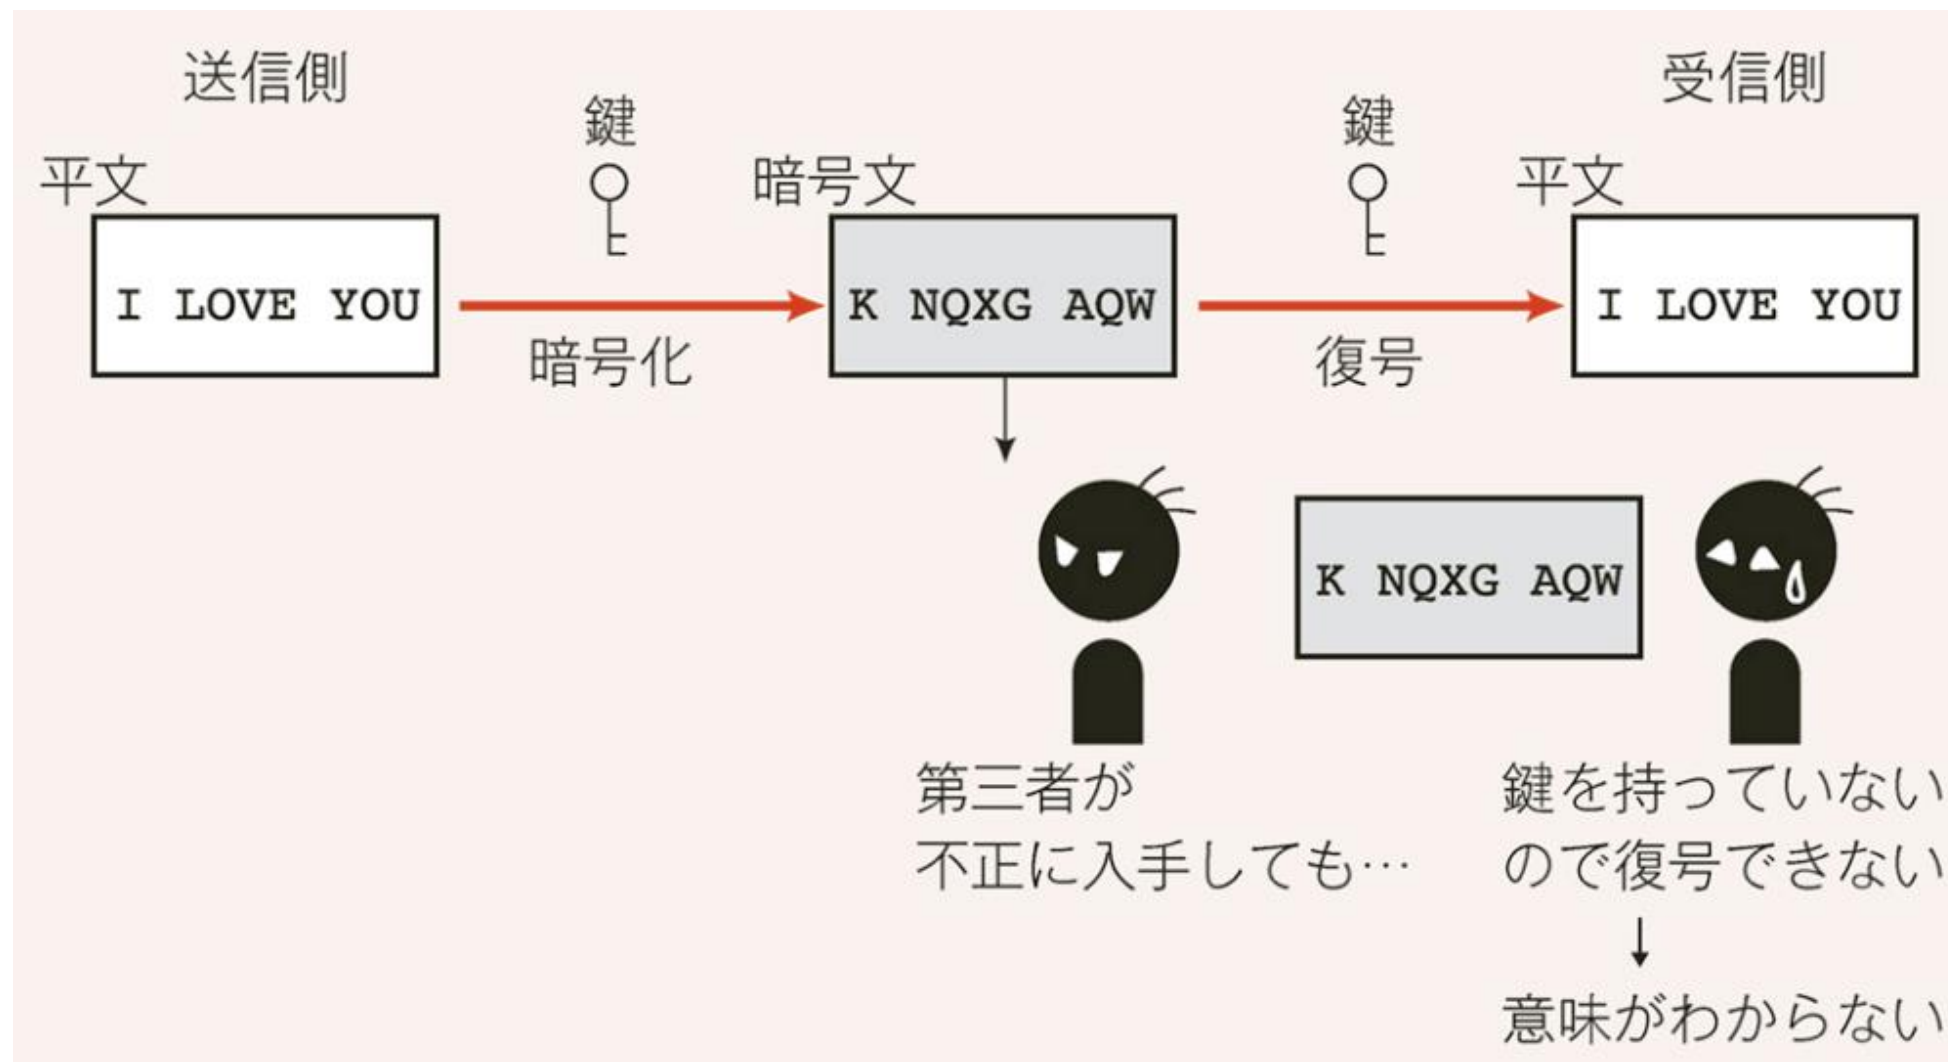 送信側
受信側
鍵
鍵
平文
暗号文
平文
I LOVE YOU
K NQXG AQW
I LOVE YOU
暗号化
復号
K NQXG AQW
第三者が
不正に入手しても…
鍵を持っていない
ので復号できない
意味がわからない